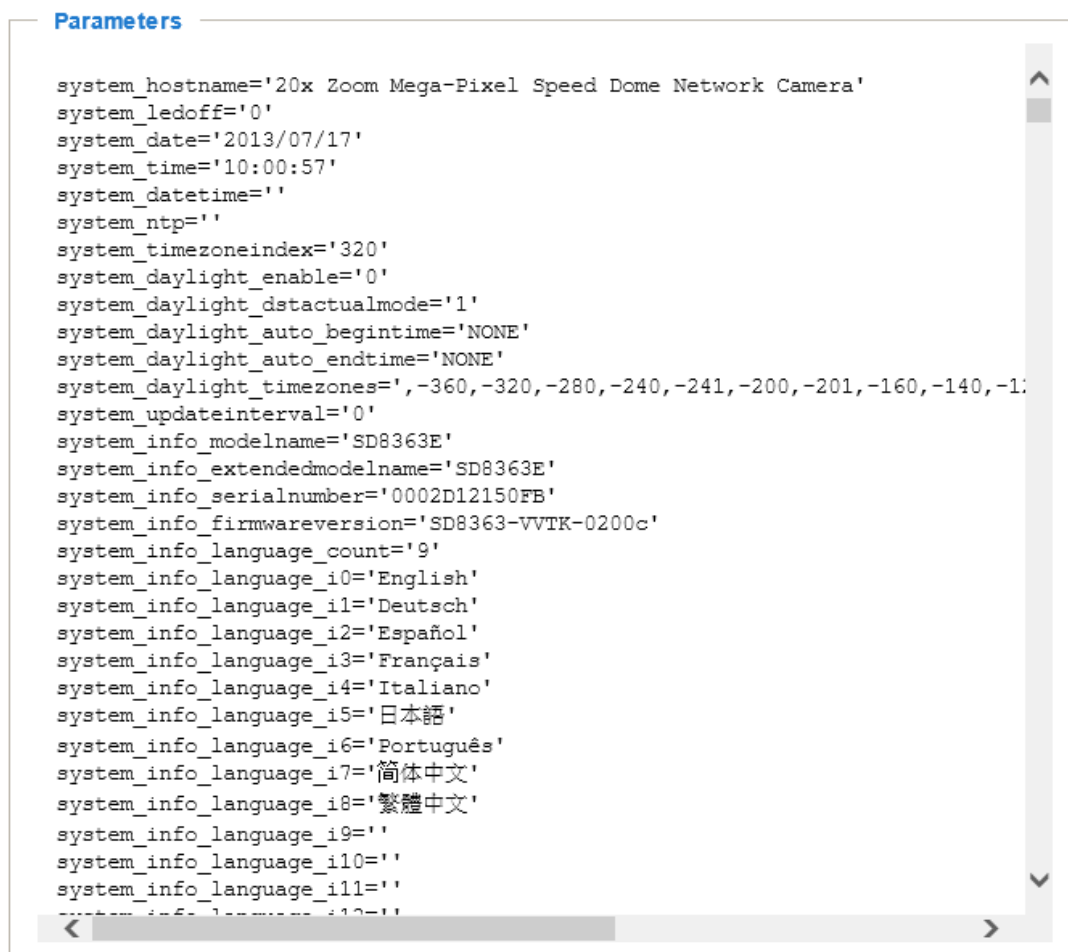 Parameters
system_hostname='20x Zoom Mega-Pixel Speed Dome Network Camera'
system_ledoff='0'
system_date='2013/07/17'
system_time='10:00:57'
system_datetime=''
system_ntp=''
system_timezoneindex='320'
system_daylight_enable='0'
system_daylight_dstactualmode='1'
system_daylight_auto_begintime='NONE'
system_daylight_auto_endtime='NONE'
system_daylight_timezones=',-360,-320,-280,-240,-241,-200,-201,-160,-140,-12
system_updateinterval='0'
system_info_modelname='SD8363E'
system_info_extendedmodelname='SD8363E'
system_info_serialnumber='0002D12150FB'
system_info_firmwareversion='SD8363-VVTK-0200c'
system_info_language_count='9'
system_info_language_i0='English'
system_info_language_i1='Deutsch'
system_info_language_i2='Español'
system_info_language_i3='Français'
system_info_language_i4='Italiano'
system_info_language_i5='日本語'
system_info_language_i6='Português'
system_info_language_i7='简体中文'
system_info_language_i8='繁體中文'
system_info_language_i9=''
system_info_language_i10=''
system_info_language_i11=''